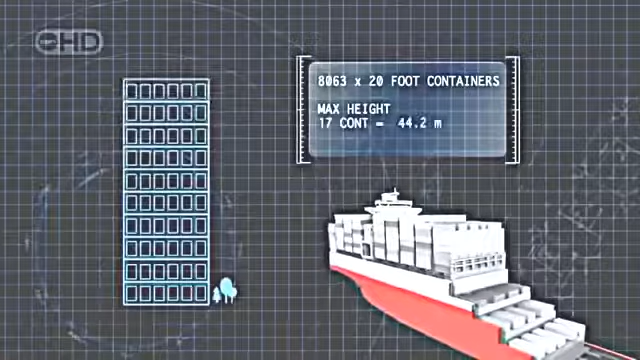 HD
8063 x 20 FOOT CONTAINERS
MAX HEIGHT
17 CONT = 44.2 m